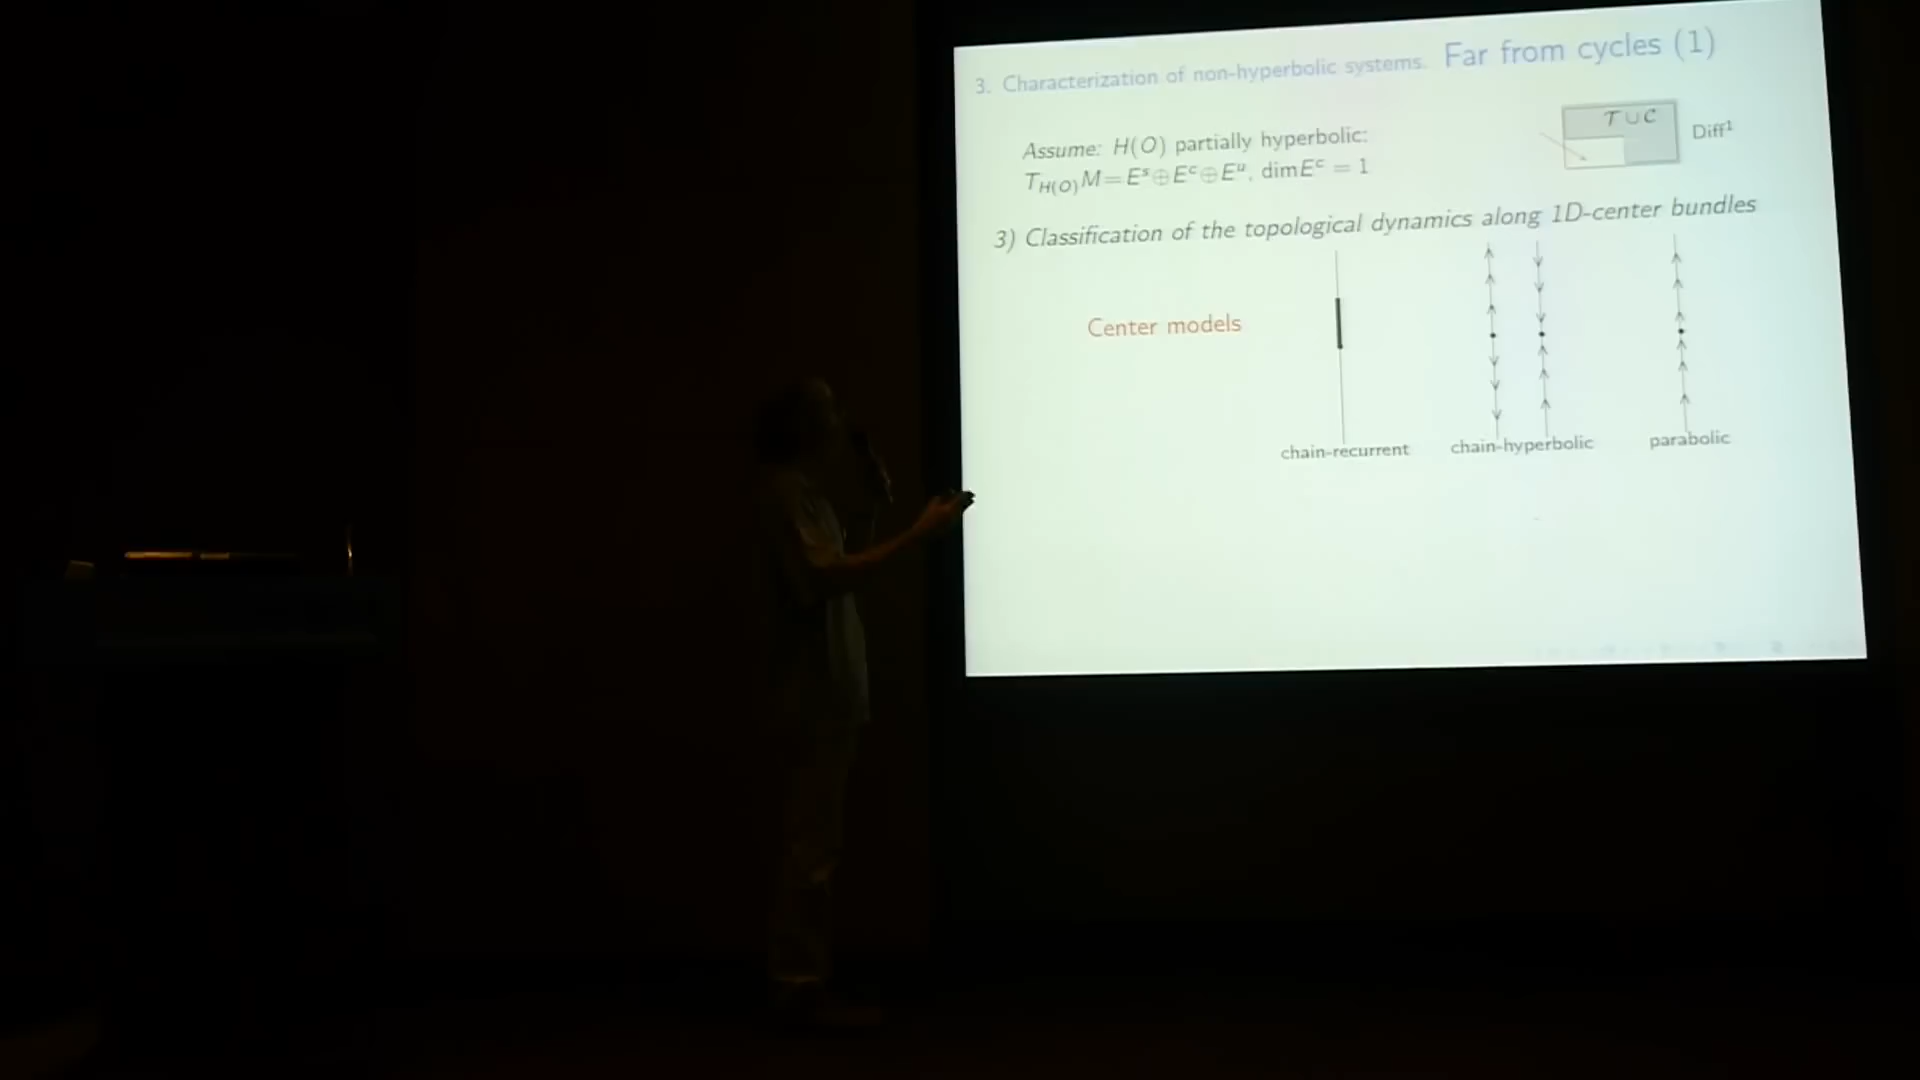 3. Characterization of non-hyperbolic systems. Far from cycles (1)
Assume: H(O) partially hyperbolic:
T_{H(O)}M = E^s ⊕ E^c ⊕ E^u, dim E^c = 1
𝒯 ∪ 𝒞
Diff¹
3) Classification of the topological dynamics along 1D-center bundles
Center models
chain-recurrent
chain-hyperbolic
parabolic